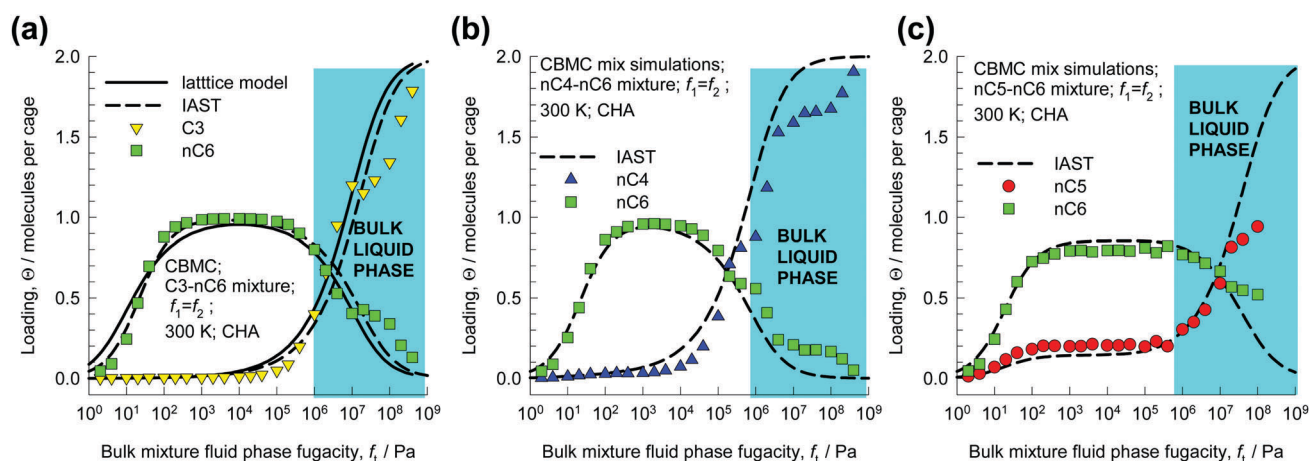 (a)
2.0
1.5
1.0
0.5
0.0
Loading, Θ / molecules per cage
latttice model
IAST
C3
nC6
CBMC;
C3-nC6 mixture;
f₁=f₂ ;
300 K; CHA
BULK
LIQUID
PHASE
10⁰ 10¹ 10² 10³ 10⁴ 10⁵ 10⁶ 10⁷ 10⁸ 10⁹
Bulk mixture fluid phase fugacity, fₜ / Pa
(b)
2.0
1.5
1.0
0.5
0.0
Loading, Θ / molecules per cage
CBMC mix simulations;
nC4-nC6 mixture; f₁=f₂ ;
300 K; CHA
IAST
nC4
nC6
BULK
LIQUID
PHASE
10⁰ 10¹ 10² 10³ 10⁴ 10⁵ 10⁶ 10⁷ 10⁸ 10⁹
Bulk mixture fluid phase fugacity, fₜ / Pa
(c)
2.0
1.5
1.0
0.5
0.0
Loading, Θ / molecules per cage
CBMC mix simulations;
nC5-nC6 mixture; f₁=f₂ ;
300 K; CHA
IAST
nC5
nC6
BULK
LIQUID
PHASE
10⁰ 10¹ 10² 10³ 10⁴ 10⁵ 10⁶ 10⁷ 10⁸ 10⁹
Bulk mixture fluid phase fugacity, fₜ / Pa